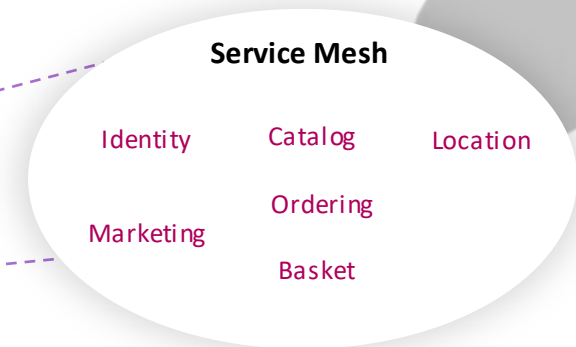 Service Mesh
Identity
Catalog
Location
Ordering
Marketing
Basket